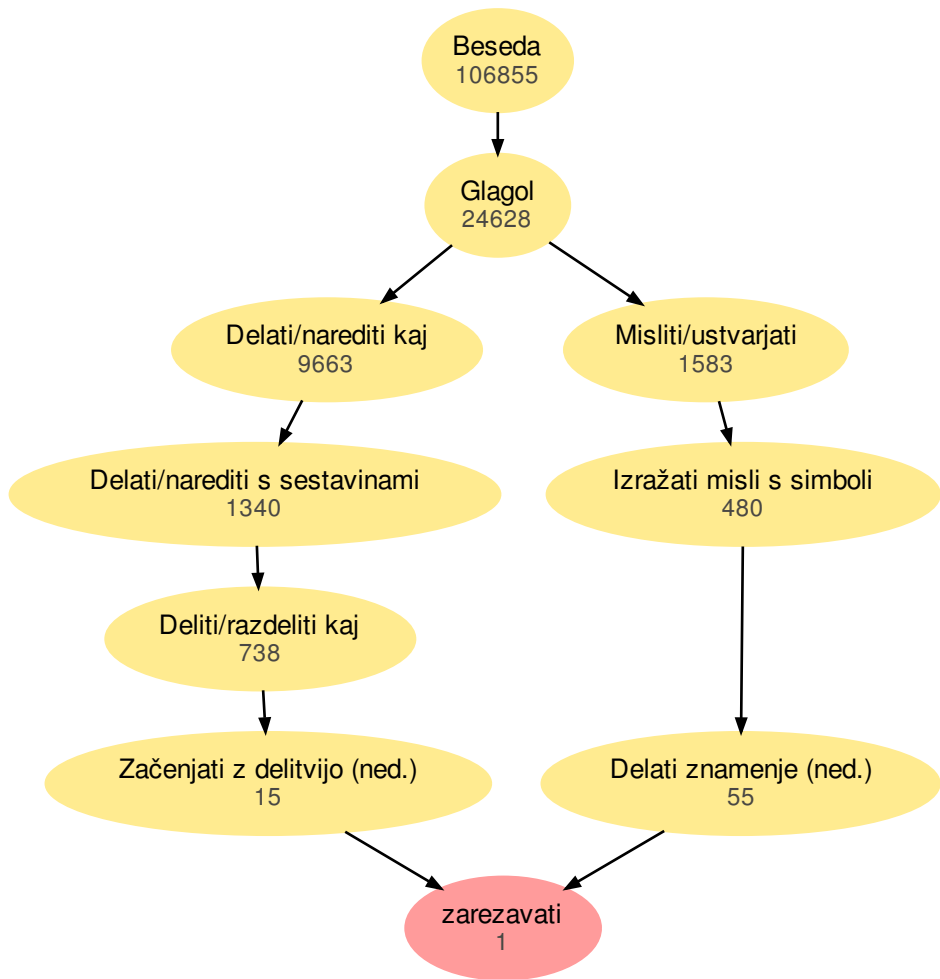 Beseda
106855
Glagol
24628
Delati/narediti kaj
9663
Misliti/ustvarjati
1583
Delati/narediti s sestavinami
1340
Izražati misli s simboli
480
Deliti/razdeliti kaj
738
Začenjati z delitvijo (ned.)
15
Delati znamenje (ned.)
55
zarezavati
1